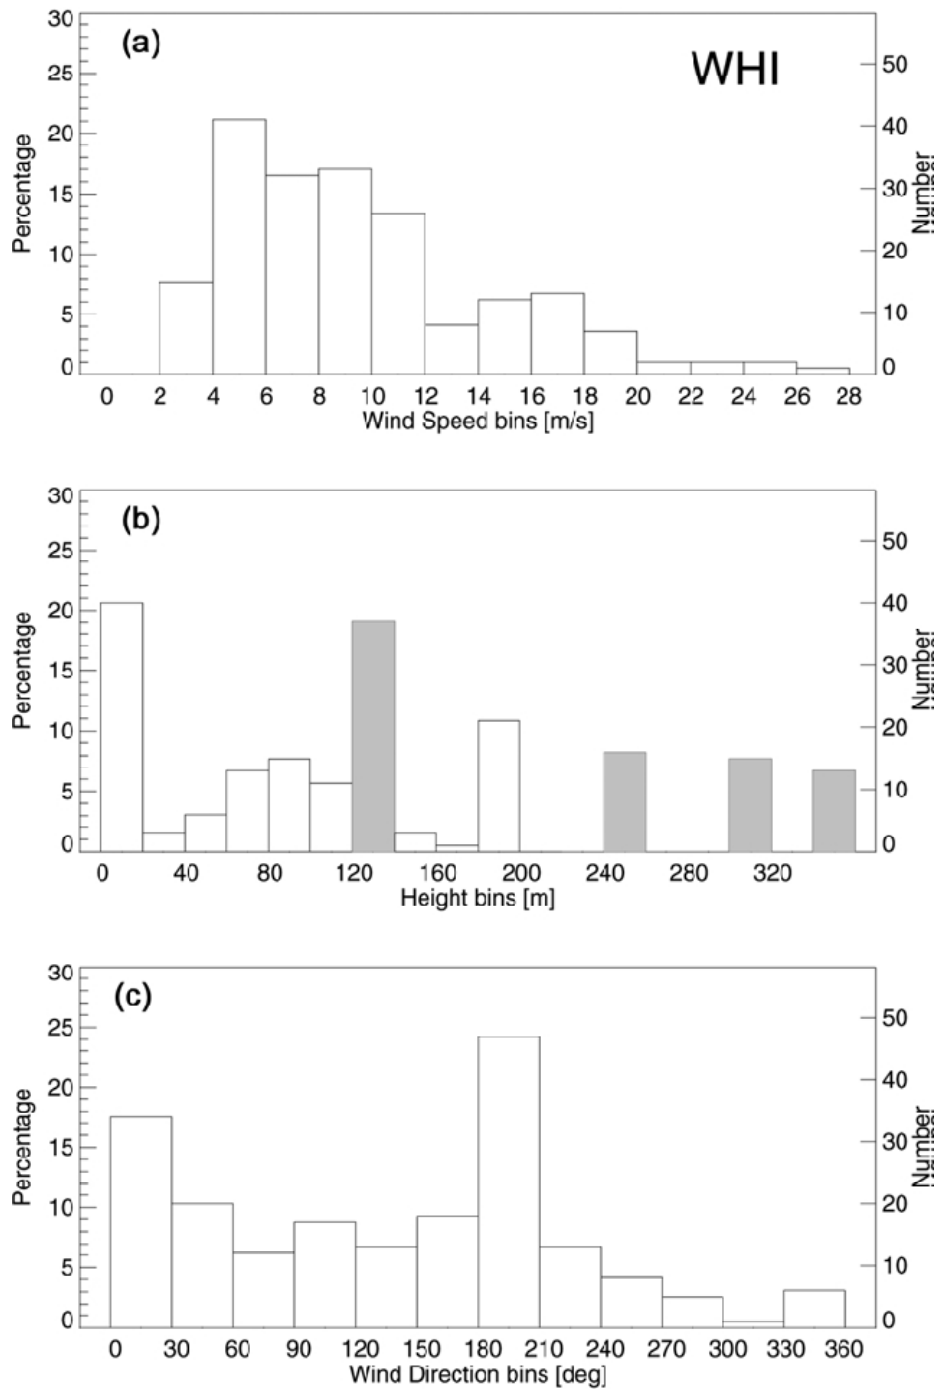 (a)
WHI
30
25
20
15
10
5
0
Percentage
50
40
30
20
10
0
Number
0 2 4 6 8 10 12 14 16 18 20 22 24 26 28
Wind Speed bins [m/s]
(b)
30
25
20
15
10
5
0
Percentage
50
40
30
20
10
0
Number
0 40 80 120 160 200 240 280 320
Height bins [m]
(c)
30
25
20
15
10
5
0
Percentage
50
40
30
20
10
0
Number
0 30 60 90 120 150 180 210 240 270 300 330 360
Wind Direction bins [deg]